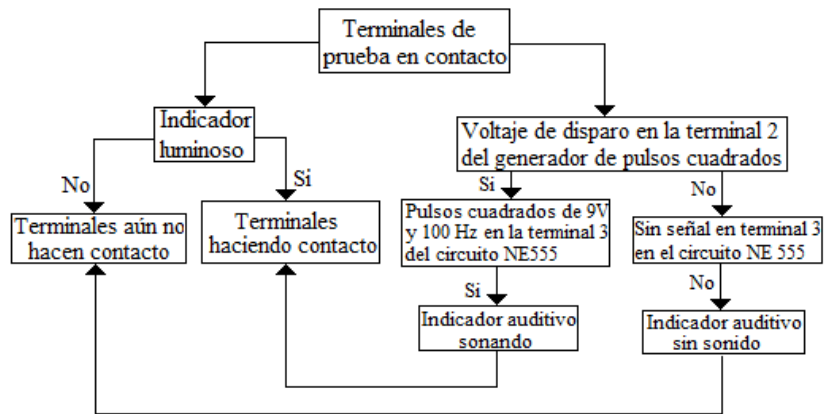 Terminales de
prueba en contacto
Indicador
luminoso
Voltaje de disparo en la terminal 2
del generador de pulsos cuadrados
No
Si
Si
No
Terminales aún no
hacen contacto
Terminales
haciendo contacto
Pulsos cuadrados de 9V
y 100 Hz en la terminal 3
del circuito NE555
Sin señal en terminal 3
en el circuito NE 555
Si
No
Indicador auditivo
sonando
Indicador auditivo
sin sonido